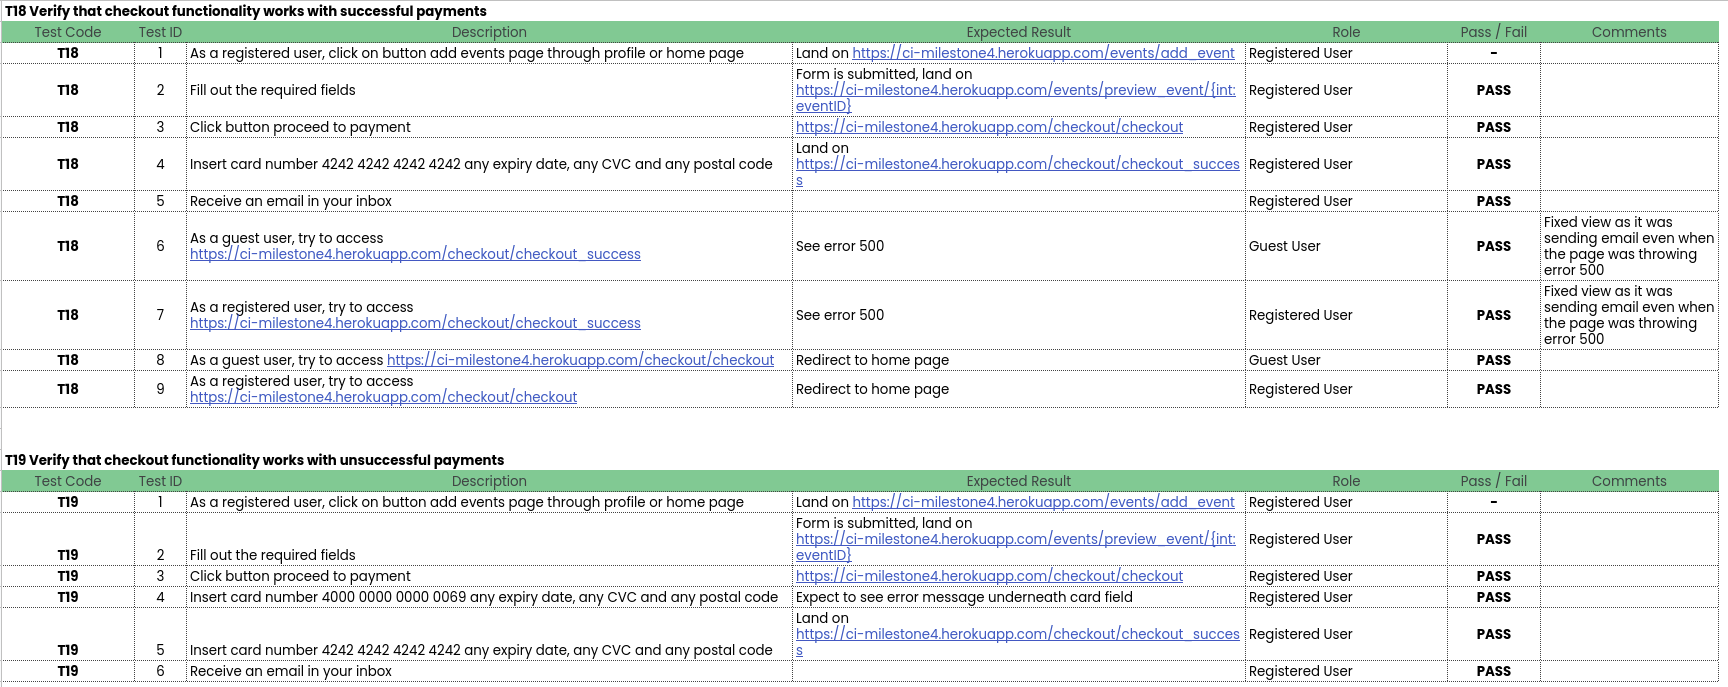 T18 Verify that checkout functionality works with successful payments
Test Code Test ID Description Expected Result Role Pass / Fail Comments
T18 1 As a registered user, click on button add events page through profile or home page Land on https://ci-milestone4.herokuapp.com/events/add_event Registered User -
T18 2 Fill out the required fields Form is submitted, land on
https://ci-milestone4.herokuapp.com/events/preview_event/{int:
eventID} Registered User PASS
T18 3 Click button proceed to payment https://ci-milestone4.herokuapp.com/checkout/checkout Registered User PASS
T18 4 Insert card number 4242 4242 4242 4242 any expiry date, any CVC and any postal code Land on
https://ci-milestone4.herokuapp.com/checkout/checkout_succes
s Registered User PASS
T18 5 Receive an email in your inbox Registered User PASS
T18 6 As a guest user, try to access
https://ci-milestone4.herokuapp.com/checkout/checkout_success See error 500 Guest User PASS Fixed view as it was
sending email even when
the page was throwing
error 500
T18 7 As a registered user, try to access
https://ci-milestone4.herokuapp.com/checkout/checkout_success See error 500 Registered User PASS Fixed view as it was
sending email even when
the page was throwing
error 500
T18 8 As a guest user, try to access https://ci-milestone4.herokuapp.com/checkout/checkout Redirect to home page Guest User PASS
T18 9 As a registered user, try to access
https://ci-milestone4.herokuapp.com/checkout/checkout Redirect to home page Registered User PASS
T19 Verify that checkout functionality works with unsuccessful payments
Test Code Test ID Description Expected Result Role Pass / Fail Comments
T19 1 As a registered user, click on button add events page through profile or home page Land on https://ci-milestone4.herokuapp.com/events/add_event Registered User -
T19 2 Fill out the required fields Form is submitted, land on
https://ci-milestone4.herokuapp.com/events/preview_event/{int:
eventID} Registered User PASS
T19 3 Click button proceed to payment https://ci-milestone4.herokuapp.com/checkout/checkout Registered User PASS
T19 4 Insert card number 4000 0000 0000 0069 any expiry date, any CVC and any postal code Expect to see error message underneath card field Registered User PASS
T19 5 Insert card number 4242 4242 4242 4242 any expiry date, any CVC and any postal code Land on
https://ci-milestone4.herokuapp.com/checkout/checkout_succes
s Registered User PASS
T19 6 Receive an email in your inbox Registered User PASS